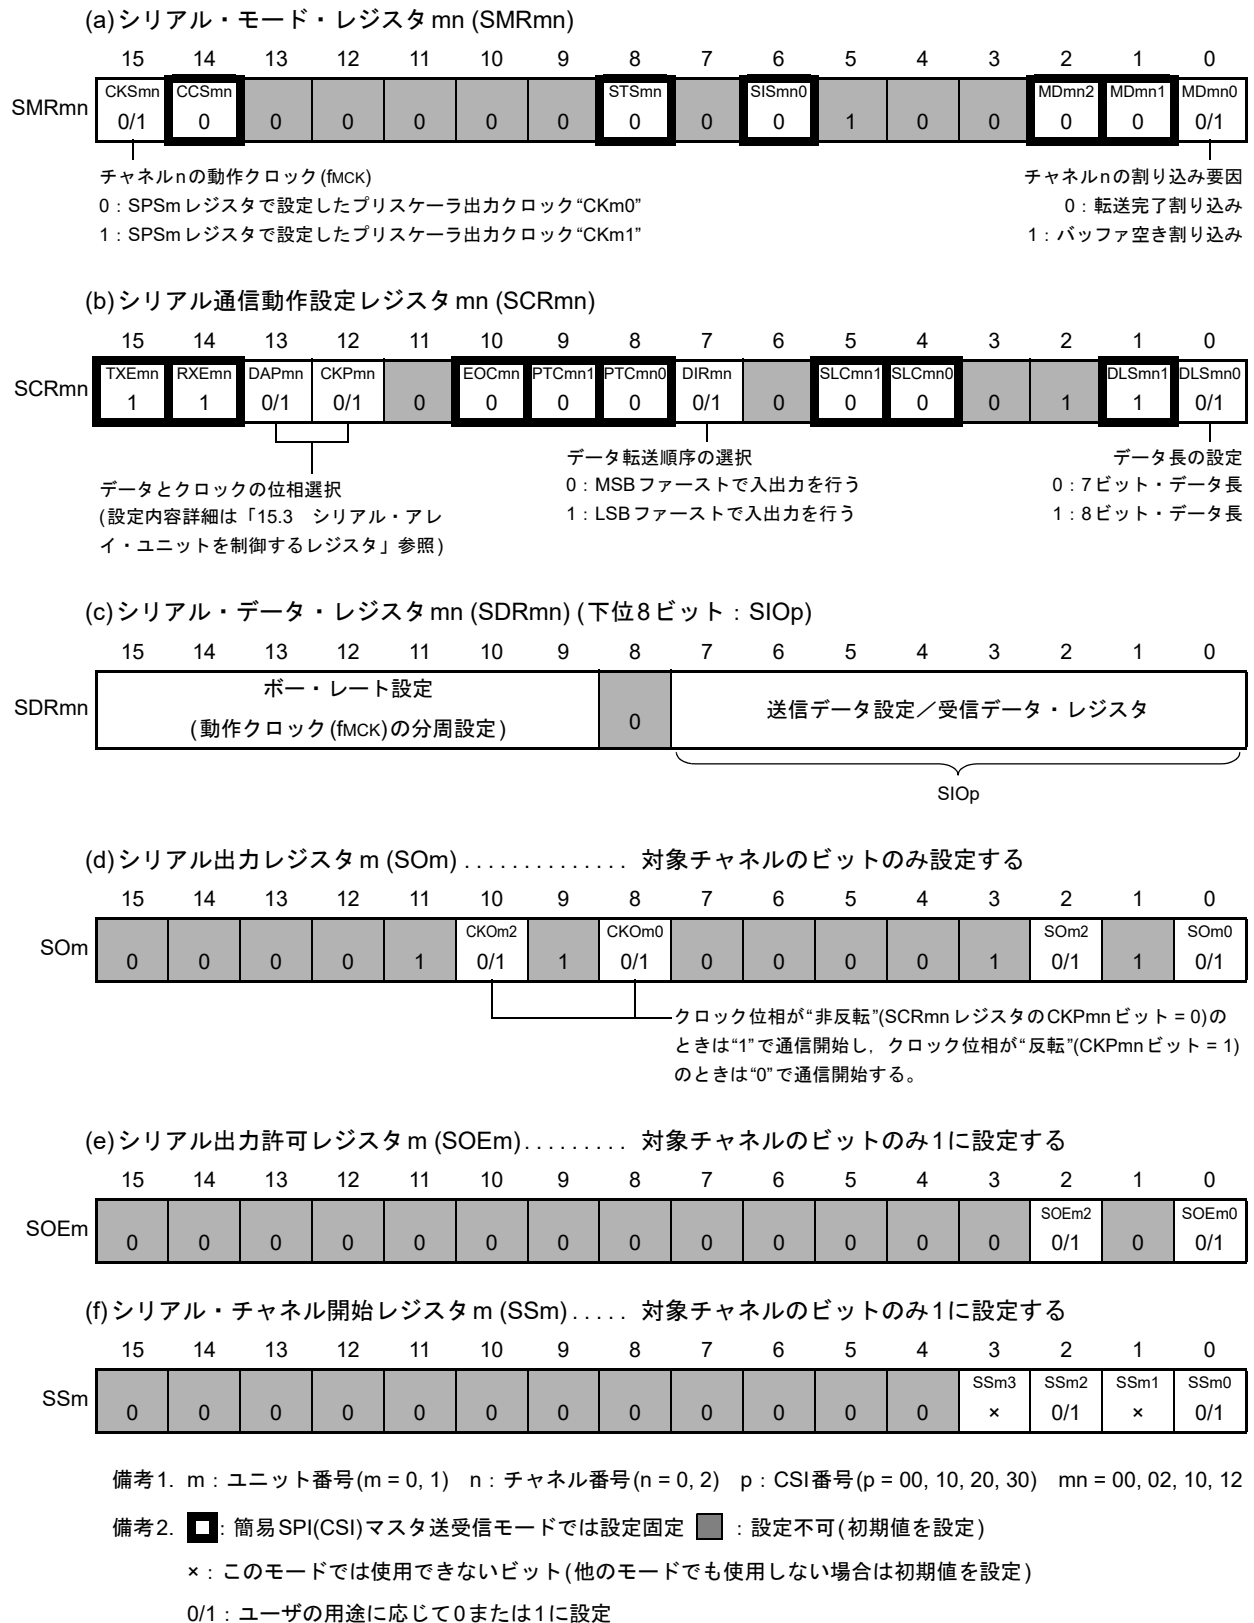 (a)シリアル・モード・レジスタmn (SMRmn)
15 14 13 12 11 10 9 8 7 6 5 4 3 2 1 0
CKSmn CCSmn STSmn SISmn0 MDmn2 MDmn1 MDmn0
SMRmn 0/1 0 0 0 0 0 0 0 0 0 1 0 0 0 0 0/1
チャネルnの動作クロック(fMCK)
0：SPSmレジスタで設定したプリスケーラ出力クロック“CKm0”
1：SPSmレジスタで設定したプリスケーラ出力クロック“CKm1”
チャネルnの割り込み要因
0：転送完了割り込み
1：バッファ空き割り込み
(b)シリアル通信動作設定レジスタmn (SCRmn)
15 14 13 12 11 10 9 8 7 6 5 4 3 2 1 0
TXEmn RXEmn DAPmn CKPmn EOCmn PTCmn1 PTCmn0 DIRmn SLCmn1 SLCmn0 DLSmn1 DLSmn0
SCRmn 1 1 0/1 0/1 0 0 0 0 0/1 0 0 0 0 1 1 0/1
データとクロックの位相選択
(設定内容詳細は「15.3　シリアル・アレ
イ・ユニットを制御するレジスタ」参照)
データ転送順序の選択
0：MSBファーストで入出力を行う
1：LSBファーストで入出力を行う
データ長の設定
0：7ビット・データ長
1：8ビット・データ長
(c)シリアル・データ・レジスタmn (SDRmn) (下位8ビット：SIOp)
15 14 13 12 11 10 9 8 7 6 5 4 3 2 1 0
SDRmn
ボー・レート設定
(動作クロック(fMCK)の分周設定)
0
送信データ設定／受信データ・レジスタ
SIOp
(d)シリアル出力レジスタm (SOm) . . . . . . . . . . . . . . 対象チャネルのビットのみ設定する
15 14 13 12 11 10 9 8 7 6 5 4 3 2 1 0
CKOm2 CKOm0 SOm2 SOm0
SOm 0 0 0 0 1 0/1 1 0/1 0 0 0 0 1 0/1 1 0/1
クロック位相が“非反転”(SCRmnレジスタのCKPmnビット = 0)の
ときは“1”で通信開始し，クロック位相が“反転”(CKPmnビット = 1)
のときは“0”で通信開始する。
(e)シリアル出力許可レジスタm (SOEm). . . . . . . . . 対象チャネルのビットのみ1に設定する
15 14 13 12 11 10 9 8 7 6 5 4 3 2 1 0
SOEm2 SOEm0
SOEm 0 0 0 0 0 0 0 0 0 0 0 0 0 0/1 0 0/1
(f)シリアル・チャネル開始レジスタm (SSm). . . . . 対象チャネルのビットのみ1に設定する
15 14 13 12 11 10 9 8 7 6 5 4 3 2 1 0
SSm3 SSm2 SSm1 SSm0
SSm 0 0 0 0 0 0 0 0 0 0 0 0 × 0/1 × 0/1
備考1. m：ユニット番号(m = 0, 1)　n：チャネル番号(n = 0, 2)　p：CSI番号(p = 00, 10, 20, 30)　mn = 00, 02, 10, 12
備考2. ：簡易SPI(CSI)マスタ送受信モードでは設定固定 ：設定不可(初期値を設定)
×：このモードでは使用できないビット(他のモードでも使用しない場合は初期値を設定)
0/1：ユーザの用途に応じて0または1に設定